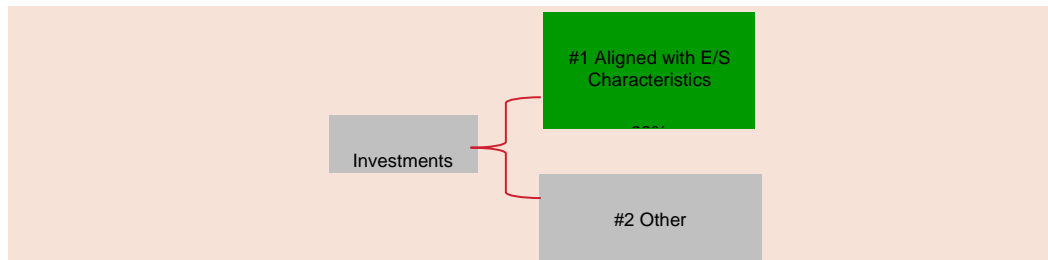 #1 Aligned with E/S
Characteristics
Investments
#2 Other